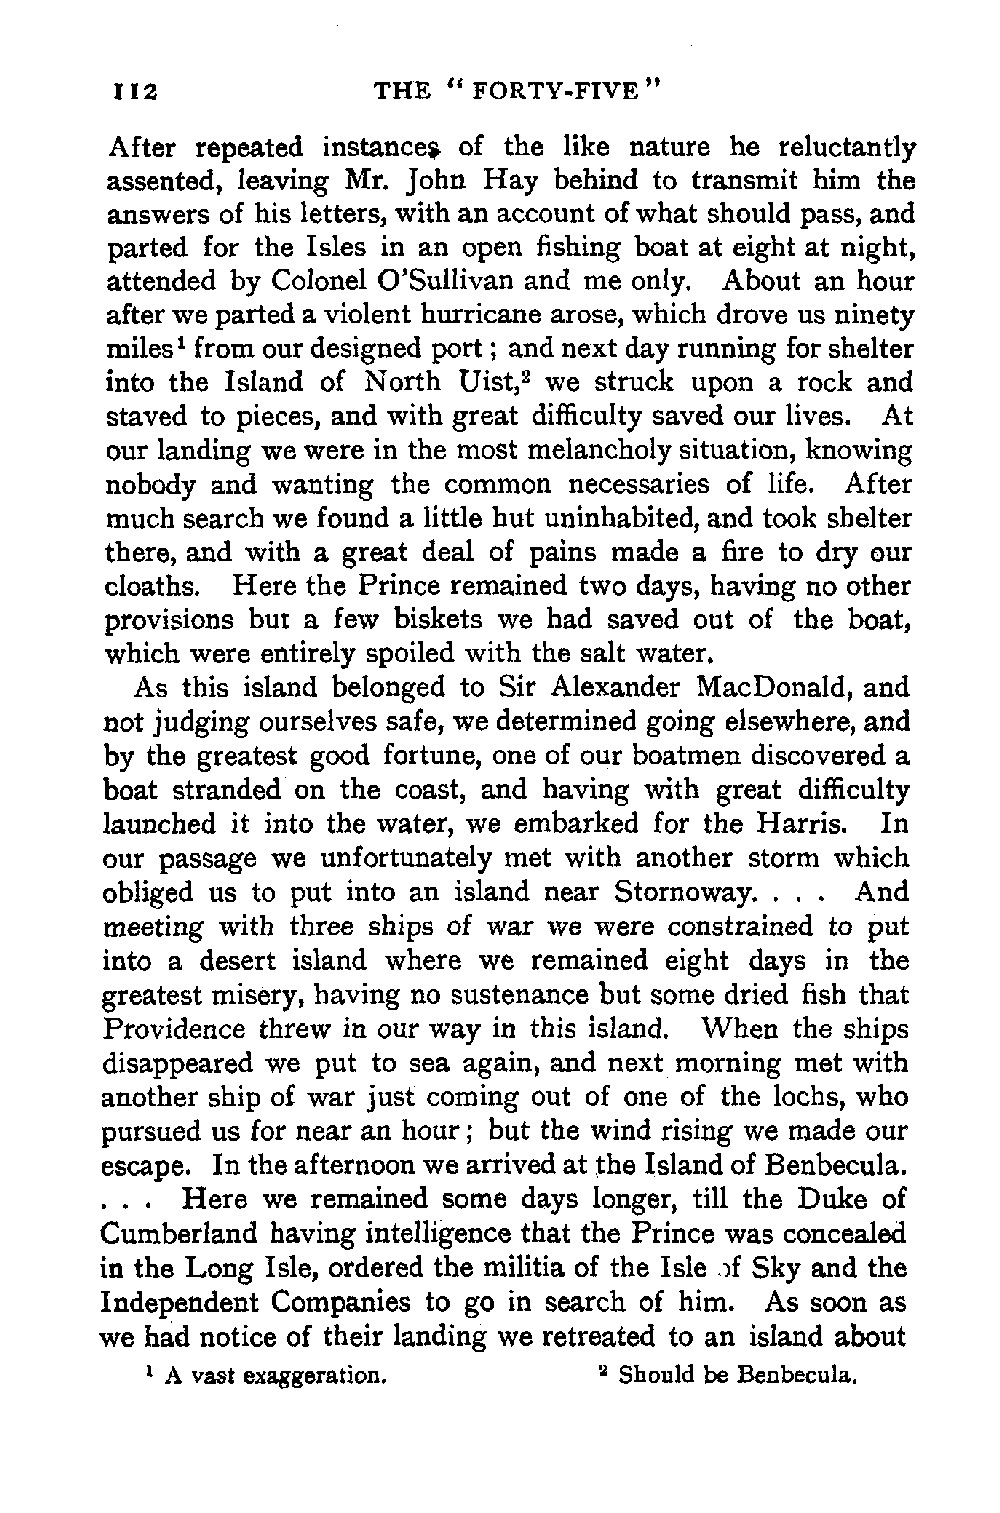 112 THE “ FORTY-FIVE ”
After repeated instances of the like nature he reluctantly
assented, leaving Mr. John Hay behind to transmit him the
answers of his letters, with an account of what should pass, and
parted for the Isles in an open fishing boat at eight at night,
attended by Colonel O’Sullivan and me only. About an hour
after we parted a violent hurricane arose, which drove us ninety
miles¹ from our designed port ; and next day running for shelter
into the Island of North Uist,² we struck upon a rock and
staved to pieces, and with great difficulty saved our lives. At
our landing we were in the most melancholy situation, knowing
nobody and wanting the common necessaries of life. After
much search we found a little hut uninhabited, and took shelter
there, and with a great deal of pains made a fire to dry our
cloaths. Here the Prince remained two days, having no other
provisions but a few biskets we had saved out of the boat,
which were entirely spoiled with the salt water.
As this island belonged to Sir Alexander MacDonald, and
not judging ourselves safe, we determined going elsewhere, and
by the greatest good fortune, one of our boatmen discovered a
boat stranded on the coast, and having with great difficulty
launched it into the water, we embarked for the Harris. In
our passage we unfortunately met with another storm which
obliged us to put into an island near Stornoway. . . . And
meeting with three ships of war we were constrained to put
into a desert island where we remained eight days in the
greatest misery, having no sustenance but some dried fish that
Providence threw in our way in this island. When the ships
disappeared we put to sea again, and next morning met with
another ship of war just coming out of one of the lochs, who
pursued us for near an hour ; but the wind rising we made our
escape. In the afternoon we arrived at the Island of Benbecula.
. . . Here we remained some days longer, till the Duke of
Cumberland having intelligence that the Prince was concealed
in the Long Isle, ordered the militia of the Isle of Sky and the
Independent Companies to go in search of him. As soon as
we had notice of their landing we retreated to an island about
¹ A vast exaggeration. ² Should be Benbecula.